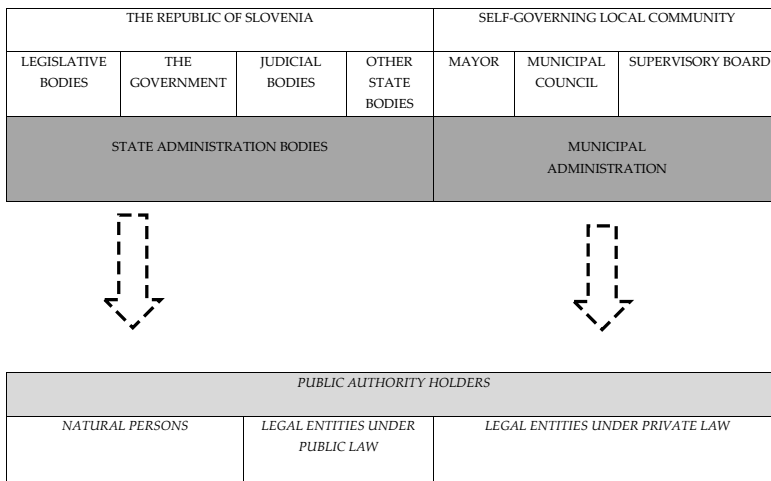 THE REPUBLIC OF SLOVENIA
SELF-GOVERNING LOCAL COMMUNITY
LEGISLATIVE
BODIES
THE
GOVERNMENT
JUDICIAL
BODIES
OTHER
STATE
BODIES
MAYOR
MUNICIPAL
COUNCIL
SUPERVISORY BOARD
STATE ADMINISTRATION BODIES
MUNICIPAL
ADMINISTRATION
PUBLIC AUTHORITY HOLDERS
NATURAL PERSONS
LEGAL ENTITIES UNDER
PUBLIC LAW
LEGAL ENTITIES UNDER PRIVATE LAW